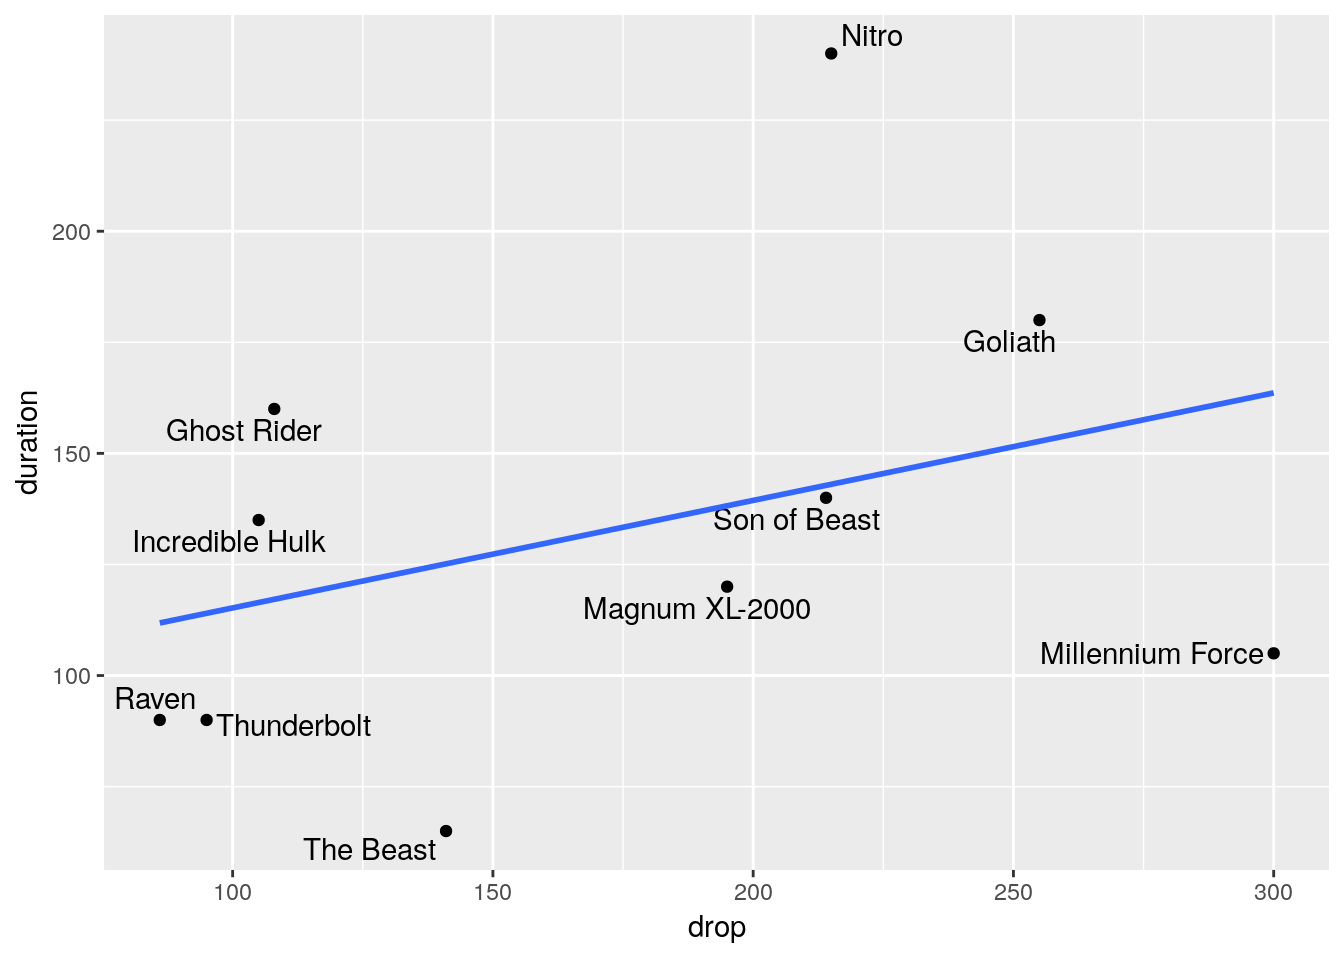 Nitro
200
Goliath
Ghost Rider
150
duration
Son of Beast
Incredible Hulk
Magnum XL-2000
Millennium Force
100
Raven
Thunderbolt
The Beast
100 150 200 250 300
drop